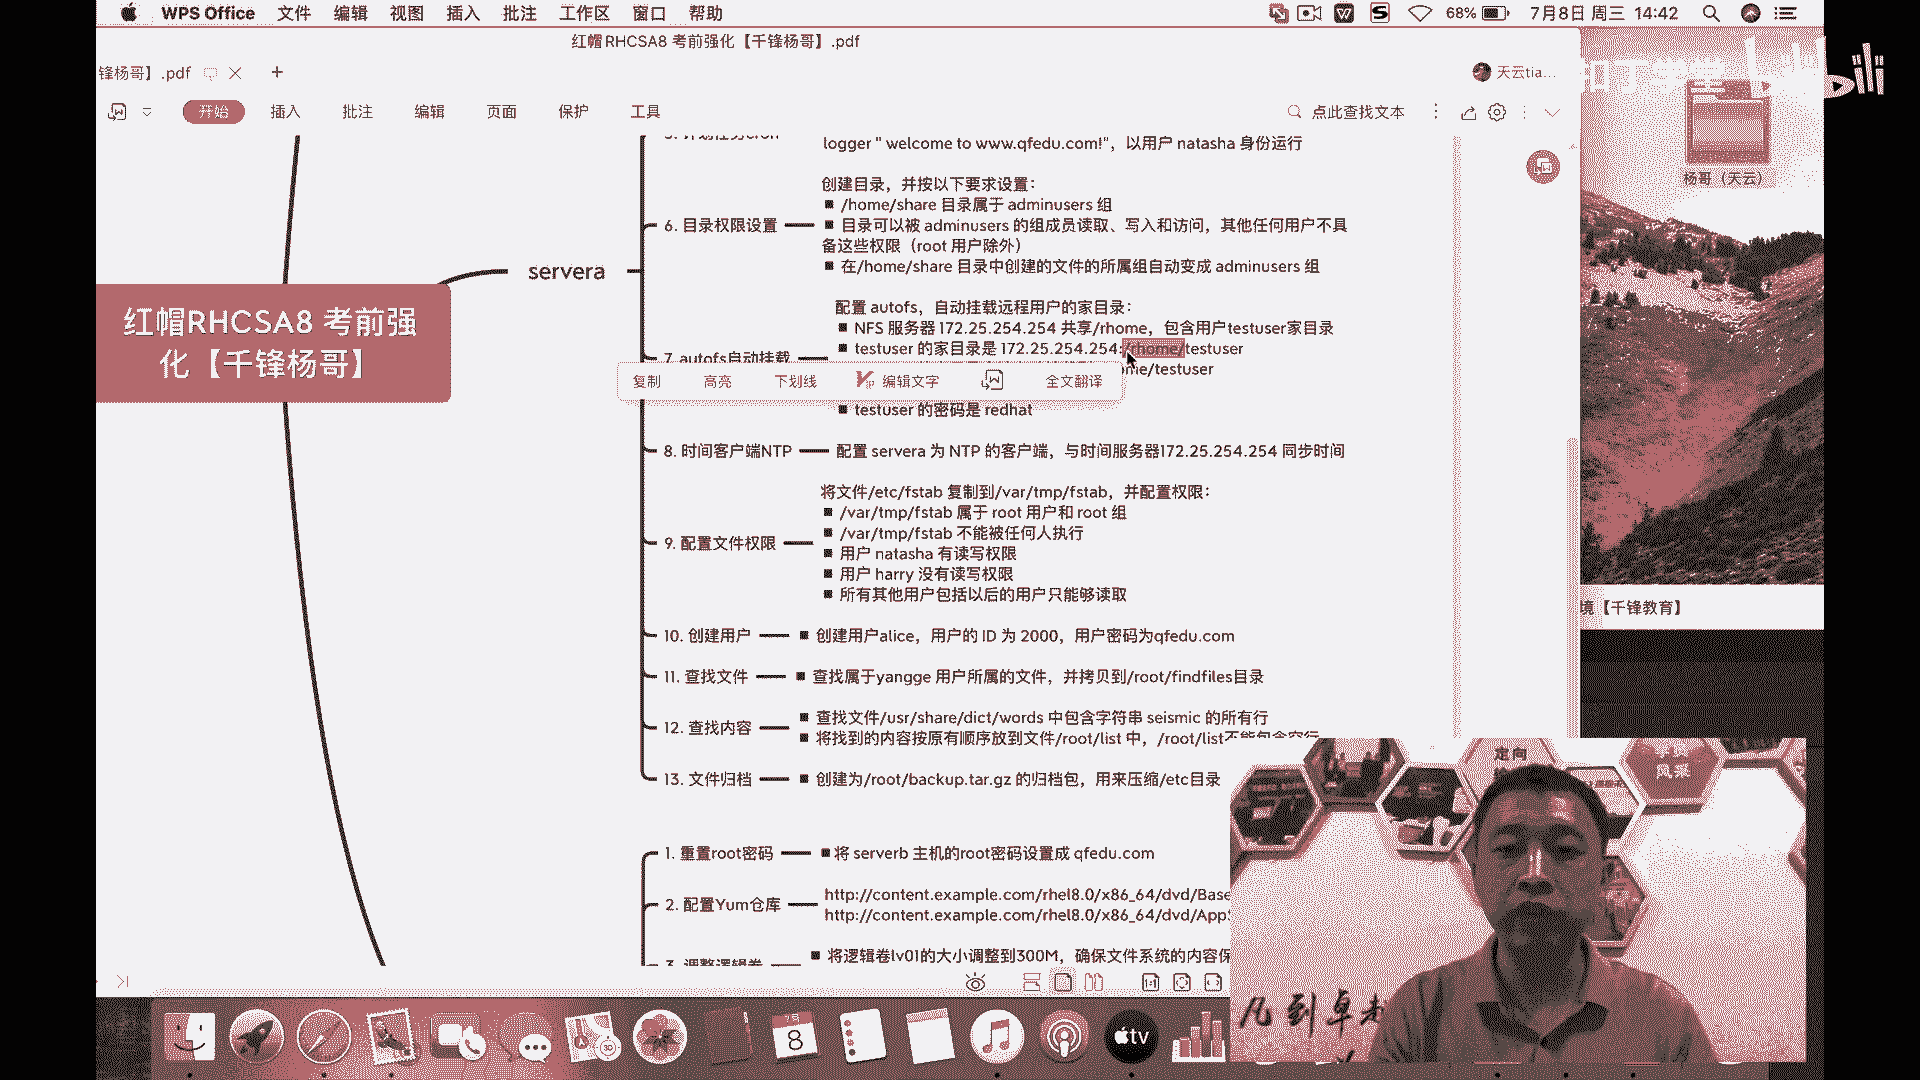 WPS Office 文件 编辑 视图 插入 批注 工作区 窗口 帮助
68% 7月8日 周三 14:42
红帽RHCSA8 考前强化【千锋杨哥】.pdf
锋杨哥】.pdf
天云tia...
开始 插入 批注 编辑 页面 保护 工具
点此查找文本
杨哥（天云）
境【千锋教育】
红帽RHCSA8 考前强
化【千锋杨哥】
servera
logger " welcome to www.qfedu.com!"，以用户 natasha 身份运行
6. 目录权限设置
创建目录，并按以下要求设置：
■ /home/share 目录属于 adminusers 组
■ 目录可以被 adminusers 的组成员读取、写入和访问，其他任何用户不具
备这些权限（root 用户除外）
■ 在/home/share 目录中创建的文件的所属组自动变成 adminusers 组
7. autofs自动挂载
配置 autofs，自动挂载远程用户的家目录：
■ NFS 服务器 172.25.254.254 共享/rhome，包含用户testuser家目录
■ testuser 的家目录是 172.25.254.254:/rhome/testuser
ome/testuser
复制 高亮 下划线 编辑文字 全文翻译
■ testuser 的密码是 redhat
8. 时间客户端NTP
配置 servera 为 NTP 的客户端，与时间服务器172.25.254.254 同步时间
9. 配置文件权限
将文件/etc/fstab 复制到/var/tmp/fstab，并配置权限：
■ /var/tmp/fstab 属于 root 用户和 root 组
■ /var/tmp/fstab 不能被任何人执行
■ 用户 natasha 有读写权限
■ 用户 harry 没有读写权限
■ 所有其他用户包括以后的用户只能够读取
10. 创建用户
■ 创建用户alice，用户的 ID 为 2000，用户密码为qfedu.com
11. 查找文件
■ 查找属于yangge 用户所属的文件，并拷贝到/root/findfiles目录
12. 查找内容
■ 查找文件/usr/share/dict/words 中包含字符串 seismic 的所有行
■ 将找到的内容按原有顺序放到文件/root/list 中，/root/list不能包含空行
13. 文件归档
■ 创建为/root/backup.tar.gz 的归档包，用来压缩/etc目录
1. 重置root密码
■ 将 serverb 主机的root密码设置成 qfedu.com
2. 配置Yum仓库
http://content.example.com/rhel8.0/x86_64/dvd/Base
http://content.example.com/rhel8.0/x86_64/dvd/App
3. 调整逻辑卷
■ 将逻辑卷lv01的大小调整到300M，确保文件系统的内容保
定向
风采
凡到卓
8
tv